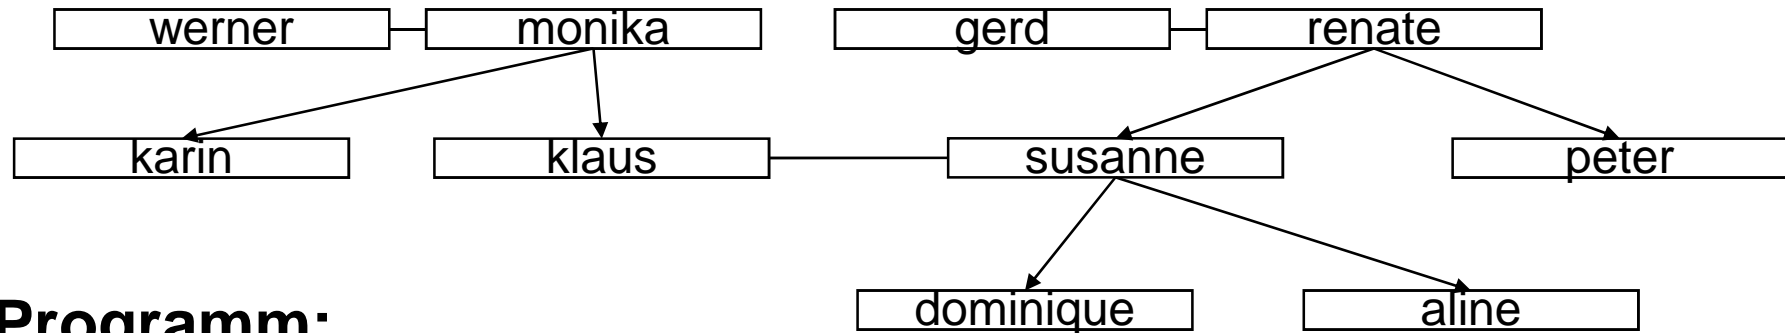 werner monika gerd renate
karin klaus susanne peter
dominique aline
Programm: